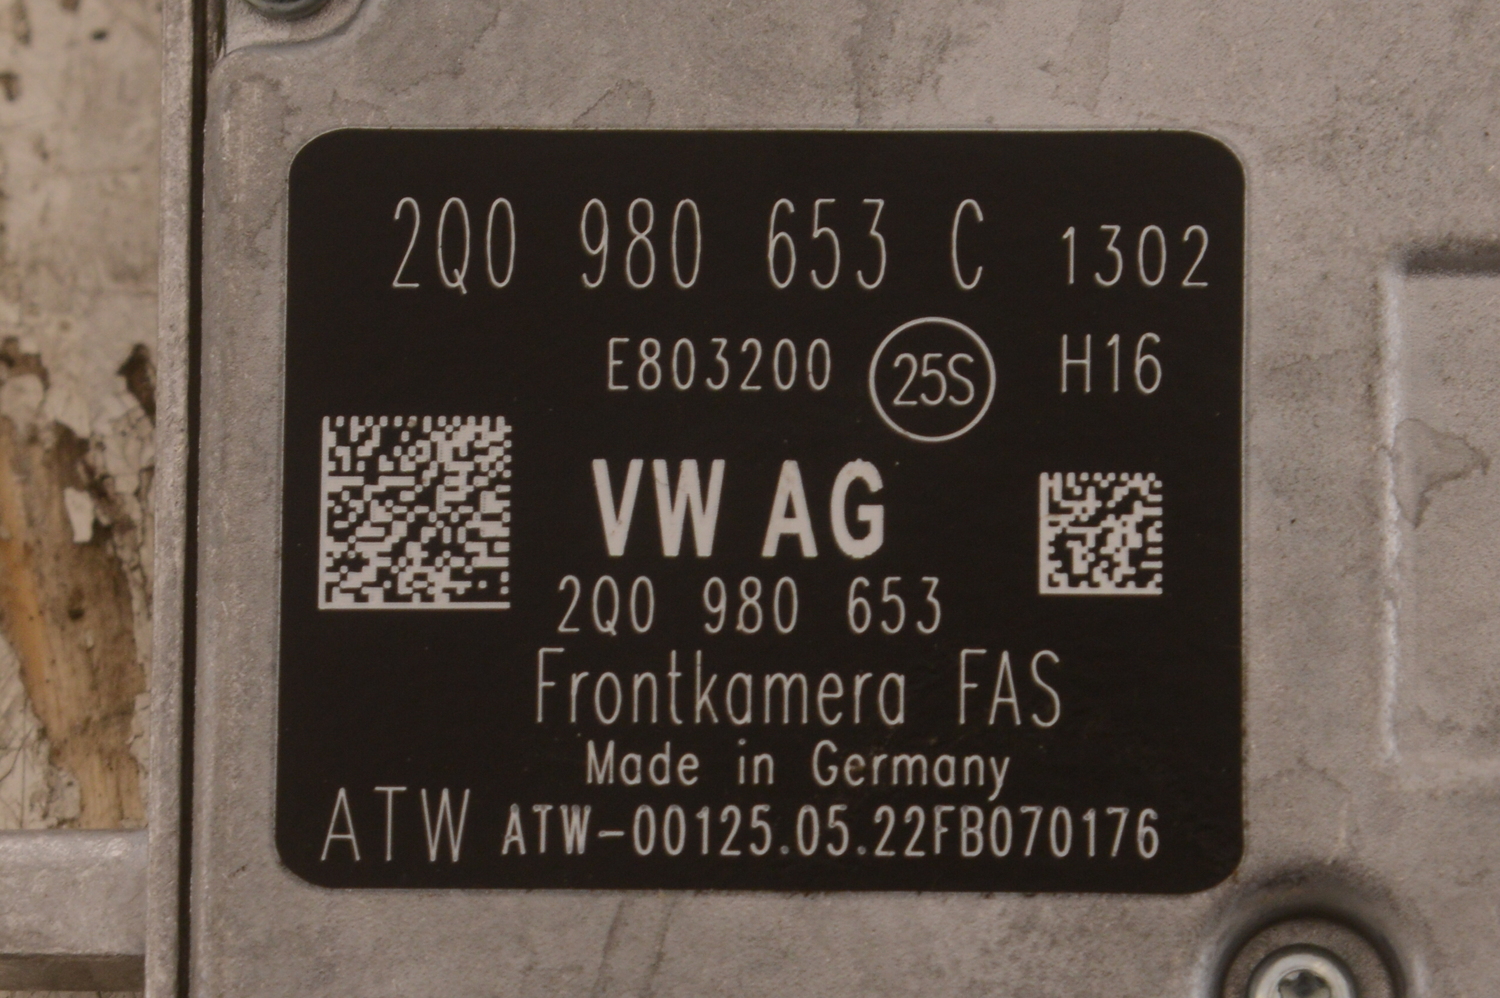 2Q0 980 653 C 1302
E803200 25S H16
VW AG
2Q0 980 653
Frontkamera FAS
Made in Germany
ATW ATW-00125.05.22FB070176